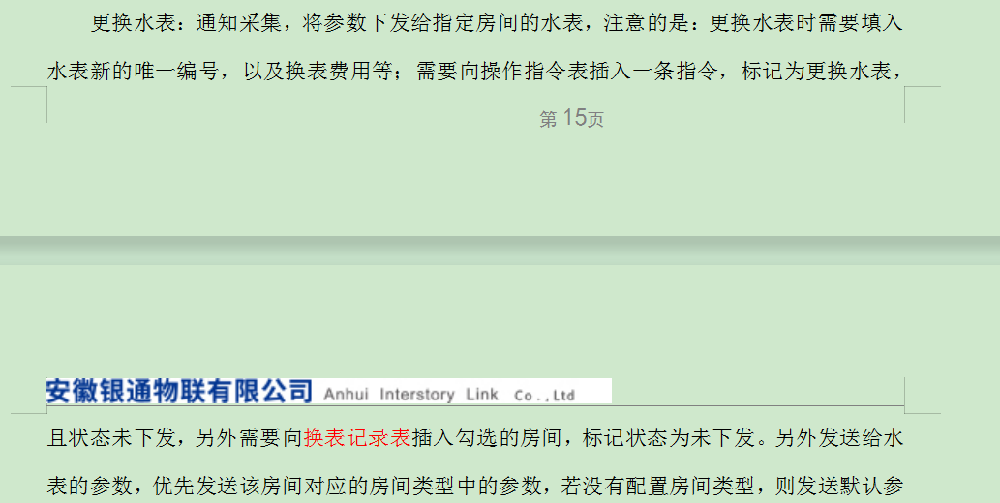 更换水表：通知采集，将参数下发给指定房间的水表，注意的是：更换水表时需要填入
水表新的唯一编号，以及换表费用等；需要向操作指令表插入一条指令，标记为更换水表，
第 15页
安徽银通物联有限公司 Anhui Interstory Link Co.,Ltd
且状态未下发，另外需要向换表记录表插入勾选的房间，标记状态为未下发。另外发送给水
表的参数，优先发送该房间对应的房间类型中的参数，若没有配置房间类型，则发送默认参